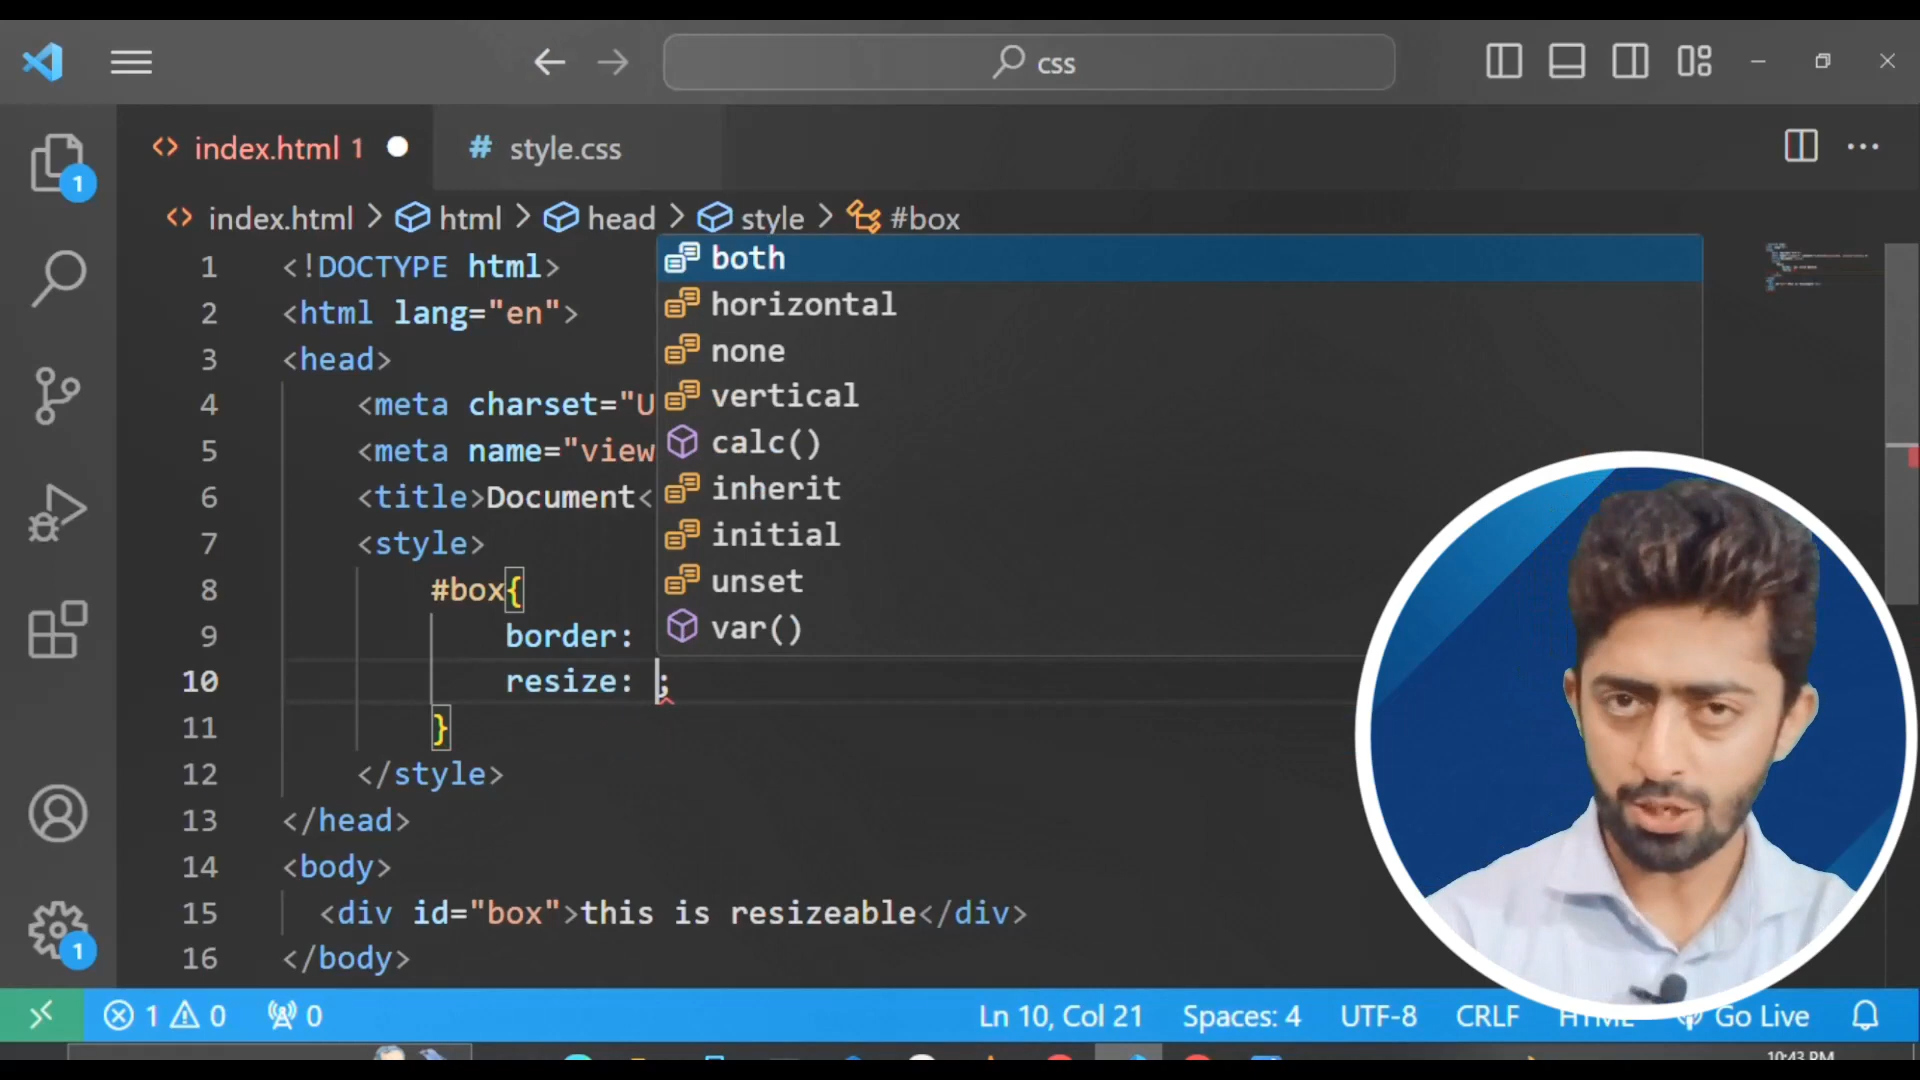 css
index.html 1
# style.css
index.html > html > head > style > #box
1 <!DOCTYPE html>
2 <html lang="en">
3 <head>
4 <meta charset="U
5 <meta name="view
6 <title>Document<
7 <style>
8 #box{
9 border:
10 resize: ;
11 }
12 </style>
13 </head>
14 <body>
15 <div id="box">this is resizeable</div>
16 </body>
both
horizontal
none
vertical
calc()
inherit
initial
unset
var()
1
1
1 0 0
Ln 10, Col 21 Spaces: 4 UTF-8 CRLF HTML Go Live
10:43 PM